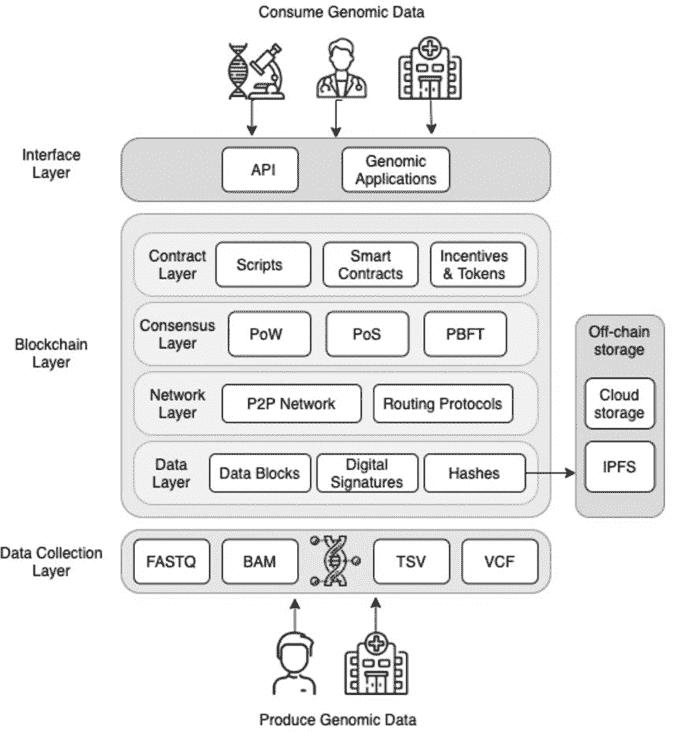 Consume Genomic Data
Interface
Layer
API
Genomic
Applications
Blockchain
Layer
Contract
Layer
Scripts
Smart
Contracts
Incentives
& Tokens
Consensus
Layer
PoW
PoS
PBFT
Network
Layer
P2P Network
Routing Protocols
Data
Layer
Data Blocks
Digital
Signatures
Hashes
Off-chain
storage
Cloud
storage
IPFS
Data Collection
Layer
FASTQ
BAM
TSV
VCF
Produce Genomic Data